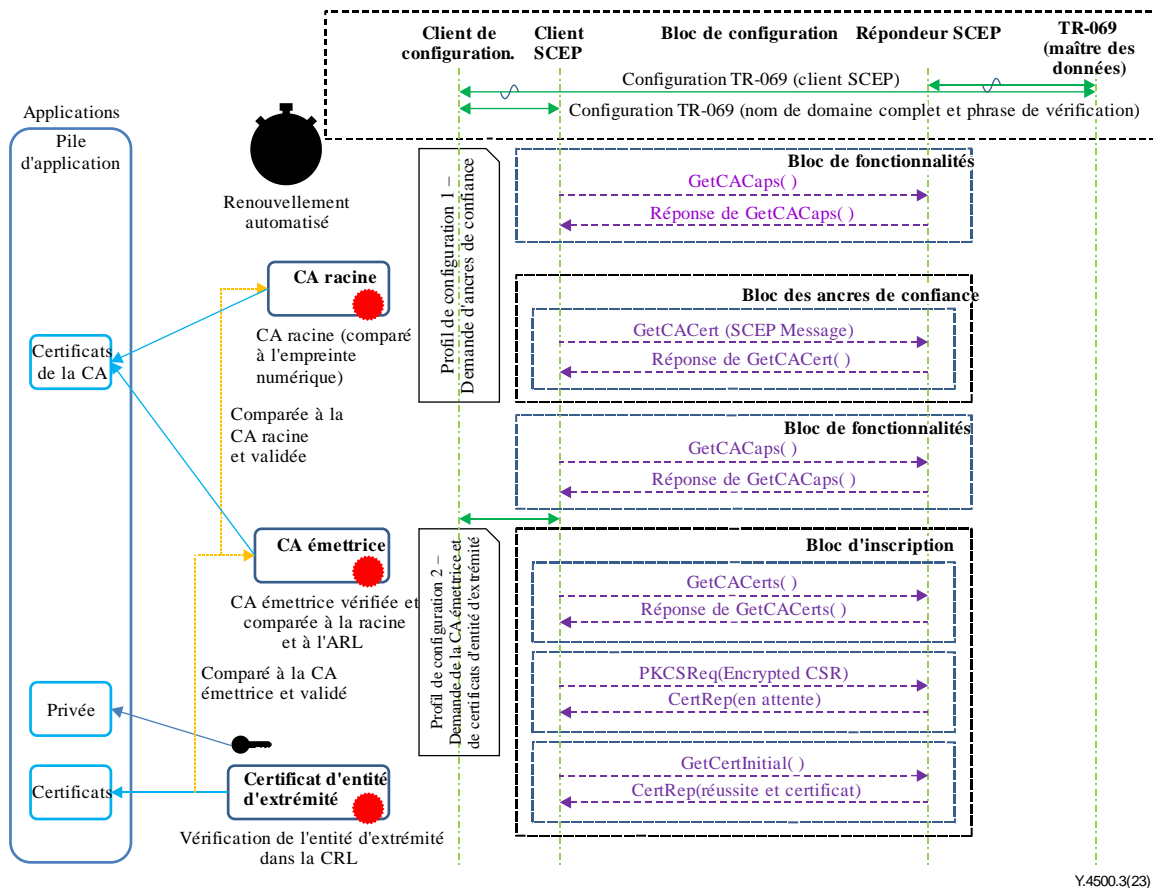 Client de
configuration.
Client
SCEP
Bloc de configuration
Répondeur SCEP
TR-069
(maître des
données)
Configuration TR-069 (client SCEP)
Configuration TR-069 (nom de domaine complet et phrase de vérification)
Applications
Pile
d'application
Renouvellement
automatisé
Profil de configuration 1 –
Demande d'ancres de confiance
Bloc de fonctionnalités
GetCACaps( )
Réponse de GetCACaps( )
CA racine
CA racine (comparé
à l'empreinte
numérique)
Bloc des ancres de confiance
GetCACert (SCEP Message)
Réponse de GetCACert( )
Certificats
de la CA
Comparée à la
CA racine
et validée
Bloc de fonctionnalités
GetCACaps( )
Réponse de GetCACaps( )
CA émettrice
CA émettrice vérifiée et
comparée à la racine
et à l'ARL
Profil de configuration 2 –
Demande de la CA émettrice et
de certificats d'entité d'extrémité
Bloc d'inscription
GetCACerts( )
Réponse de GetCACerts( )
Comparé à la CA
émettrice et validé
PKCSReq(Encrypted CSR)
CertRep(en attente)
Privée
GetCertInitial( )
CertRep(réussite et certificat)
Certificats
Certificat d'entité
d'extrémité
Vérification de l'entité d'extrémité
dans la CRL
Y.4500.3(23)